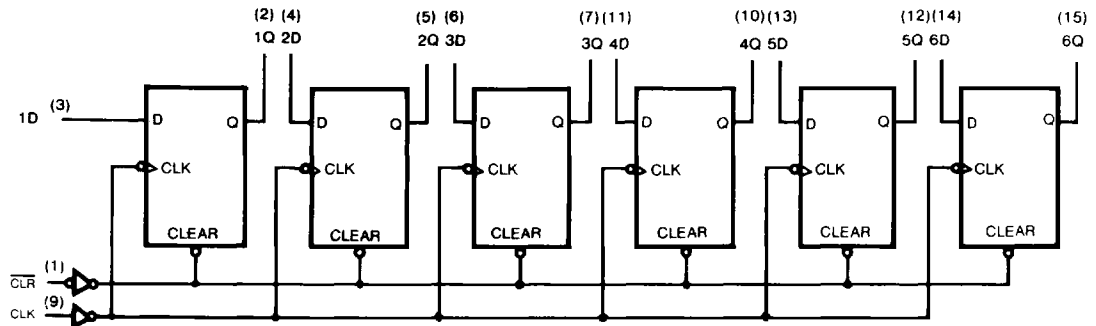 (2) (4) (5) (6) (7) (11) (10) (13) (12) (14) (15)
1Q 2D 2Q 3D 3Q 4D 4Q 5D 5Q 6D 6Q
1D (3) D Q D Q D Q D Q D Q D Q
CLK CLK CLK CLK CLK CLK
CLEAR CLEAR CLEAR CLEAR CLEAR CLEAR
CLR (1)
CLK (9)